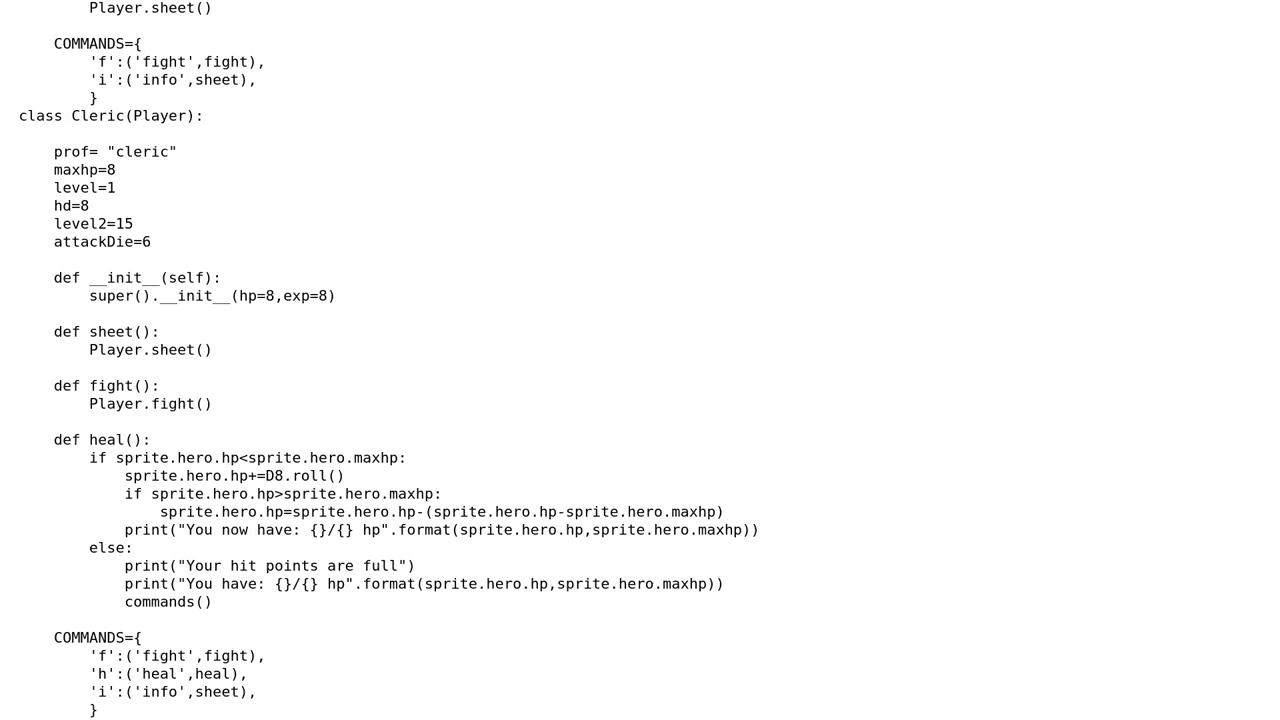 Player.sheet()

    COMMANDS={
        'f':('fight',fight),
        'i':('info',sheet),
        }
class Cleric(Player):

    prof= "cleric"
    maxhp=8
    level=1
    hd=8
    level2=15
    attackDie=6

    def __init__(self):
        super().__init__(hp=8,exp=8)

    def sheet():
        Player.sheet()

    def fight():
        Player.fight()

    def heal():
        if sprite.hero.hp<sprite.hero.maxhp:
            sprite.hero.hp+=D8.roll()
            if sprite.hero.hp>sprite.hero.maxhp:
                sprite.hero.hp=sprite.hero.hp-(sprite.hero.hp-sprite.hero.maxhp)
            print("You now have: {}/{} hp".format(sprite.hero.hp,sprite.hero.maxhp))
        else:
            print("Your hit points are full")
            print("You have: {}/{} hp".format(sprite.hero.hp,sprite.hero.maxhp))
            commands()

    COMMANDS={
        'f':('fight',fight),
        'h':('heal',heal),
        'i':('info',sheet),
        }